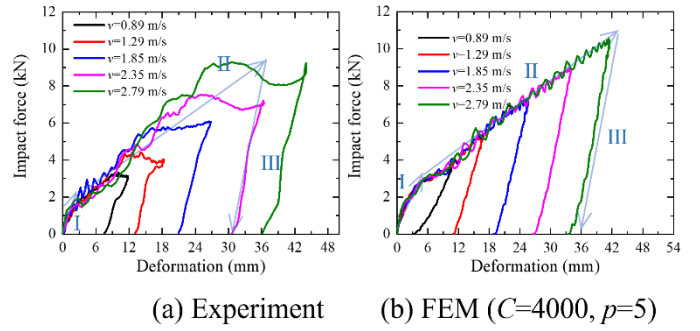 (a)
(b)
12
10
8
6
4
2
0
Impact force (kN)
v=0.89 m/s
v=1.29 m/s
v=1.85 m/s
v=2.35 m/s
v=2.79 m/s
I
II
III
0 6 12 18 24 30 36 42 48
Deformation (mm)
12
10
8
6
4
2
0
Impact force (kN)
v=0.89 m/s
v−1.29 m/s
v=1.85 m/s
v=2.35 m/s
v−2.79 m/s
I
II
III
0 6 12 18 24 30 36 42 48 54
Deformation (mm)
(a) Experiment
(b) FEM (C=4000, p=5)